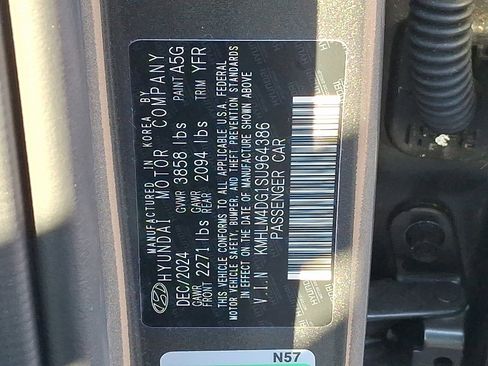 MANUFACTURED IN KOREA BY
HYUNDAI MOTOR COMPANY
DEC/2024 GVWR 3858 lbs PAINT A5G
GAWR FRONT 2271 lbs GAWR REAR 2094 lbs TRIM YFR
THIS VEHICLE CONFORMS TO ALL APPLICABLE U.S.A. FEDERAL
MOTOR VEHICLE SAFETY, BUMPER, AND THEFT PREVENTION STANDARDS
IN EFFECT ON THE DATE OF MANUFACTURE SHOWN ABOVE
V.I.N KMHLM4DG1SU964386
PASSENGER CAR
N57